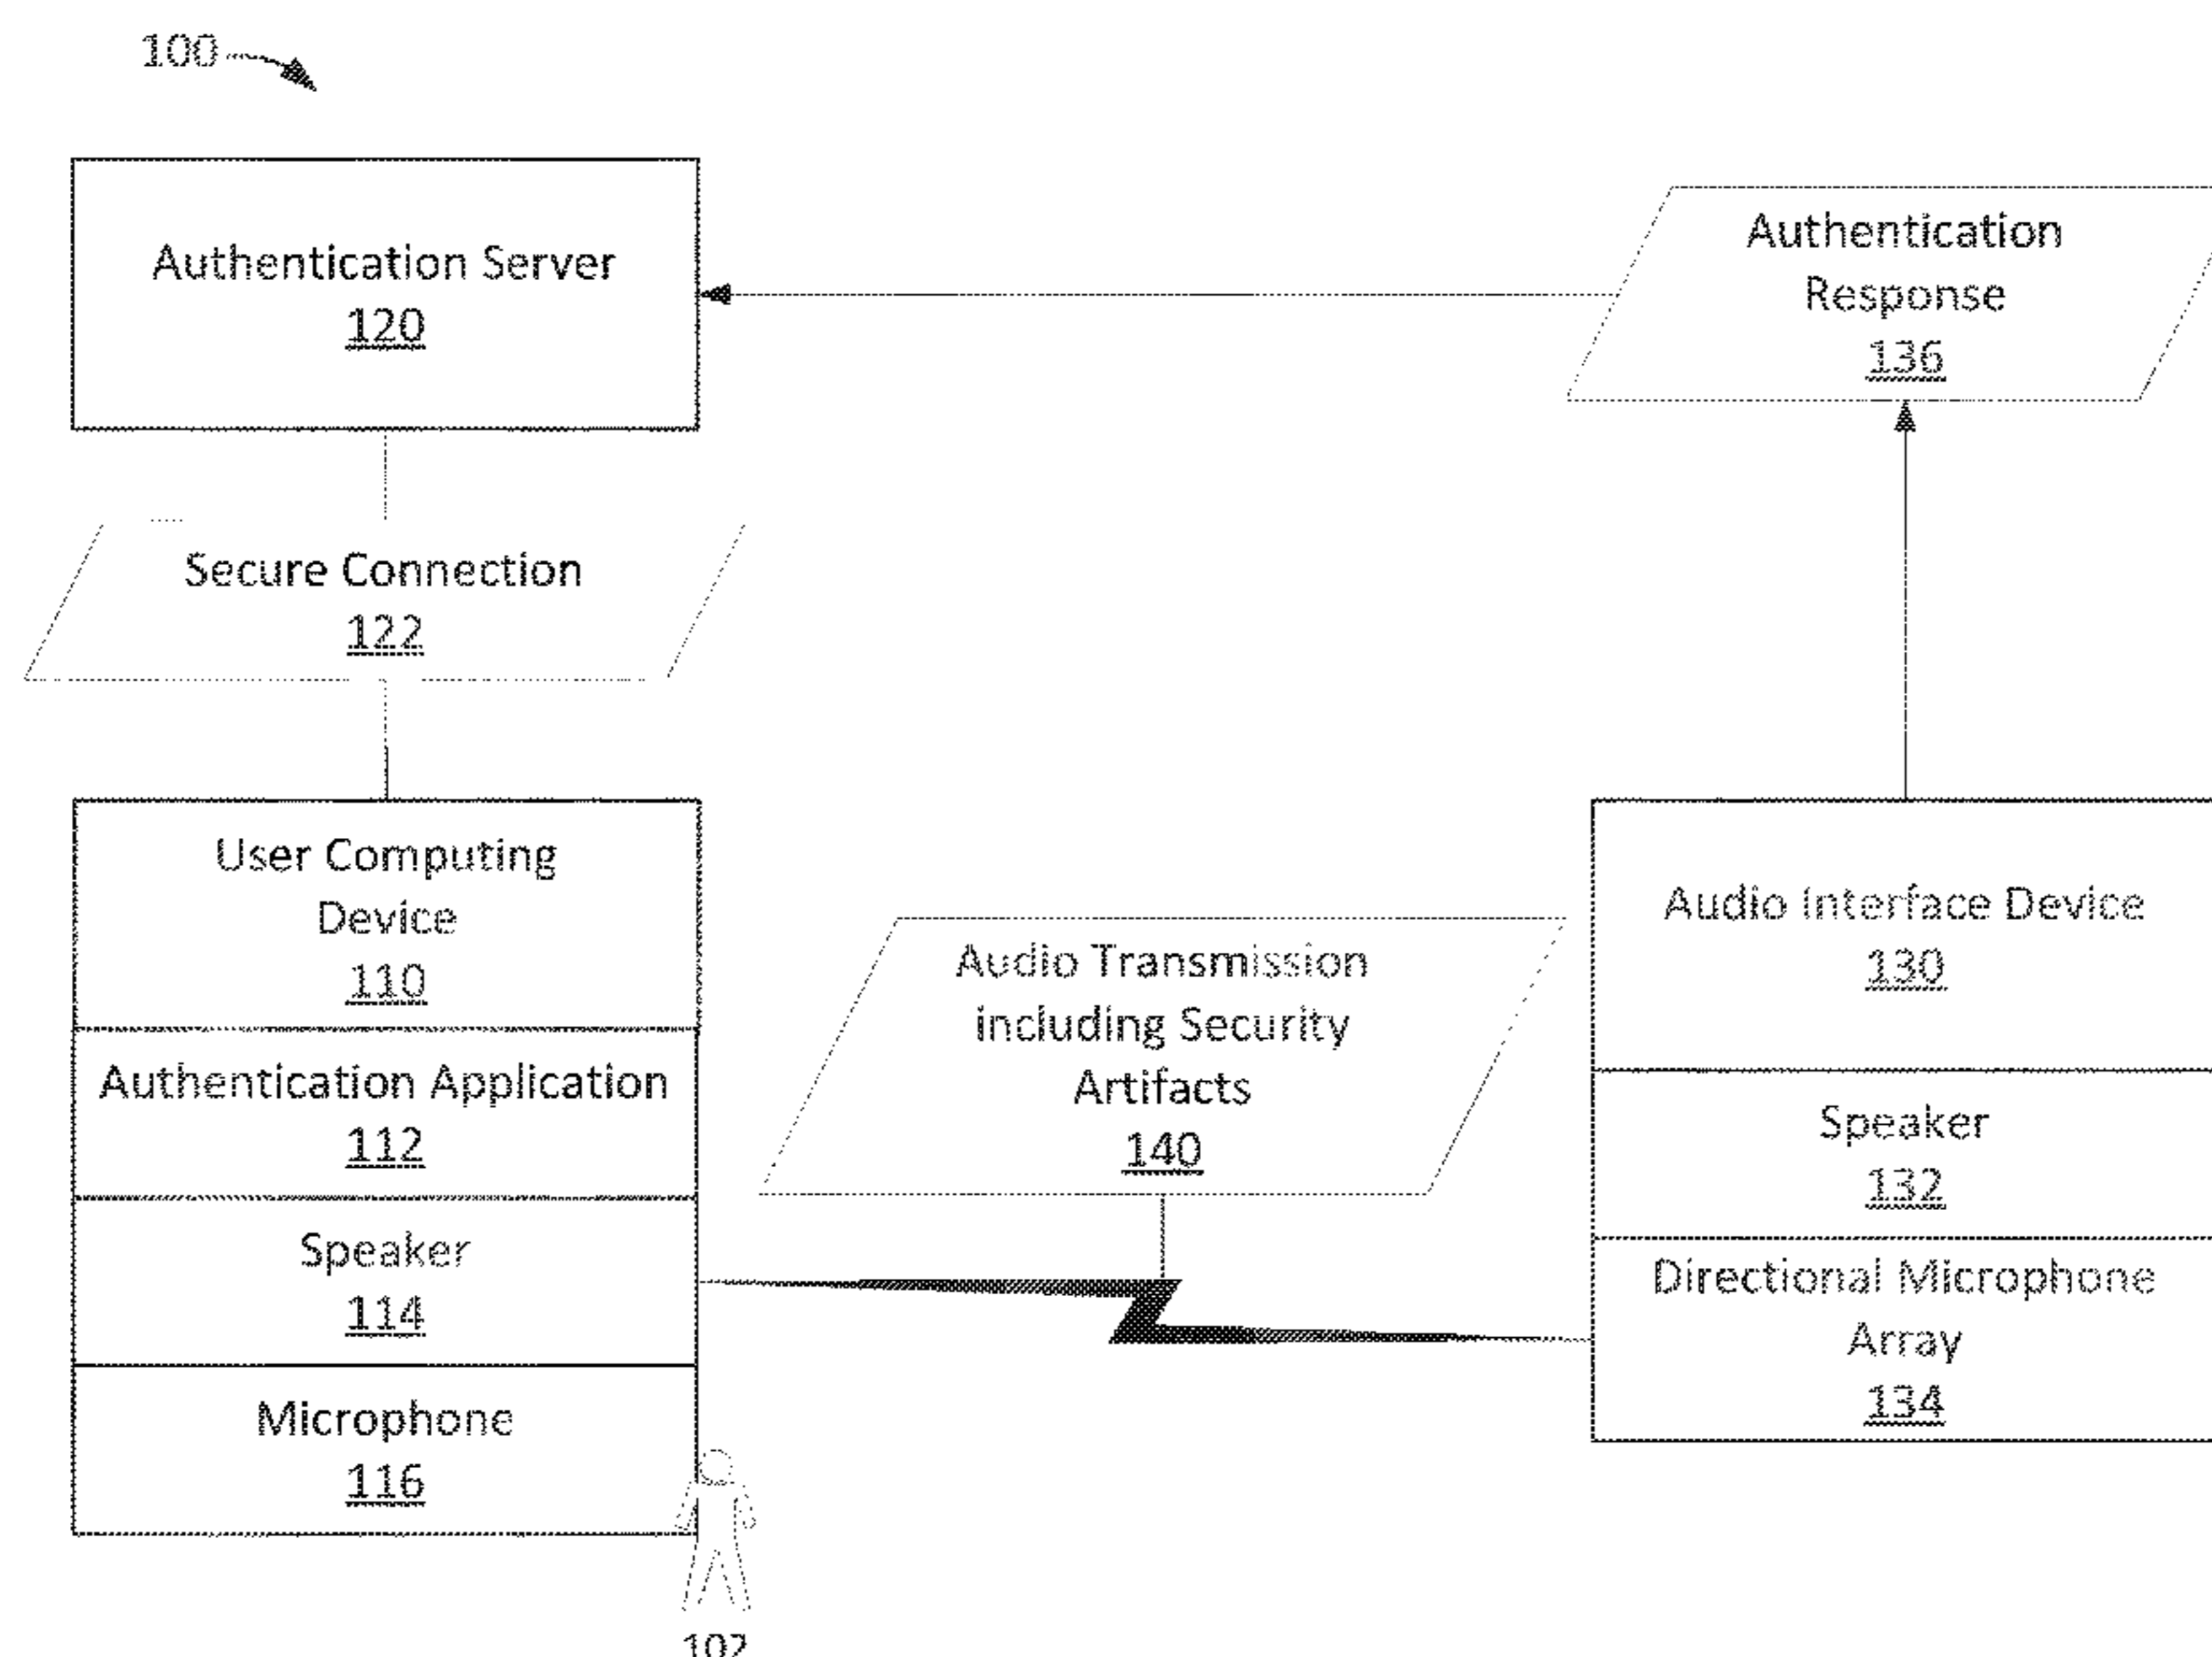 100
Authentication Server
120
Authentication
Response
136
Secure Connection
122
User Computing
Device
110
Authentication Application
112
Speaker
114
Microphone
116
Audio Transmission
including Security
Artifacts
140
Audio Interface Device
130
Speaker
132
Directional Microphone
Array
134
102